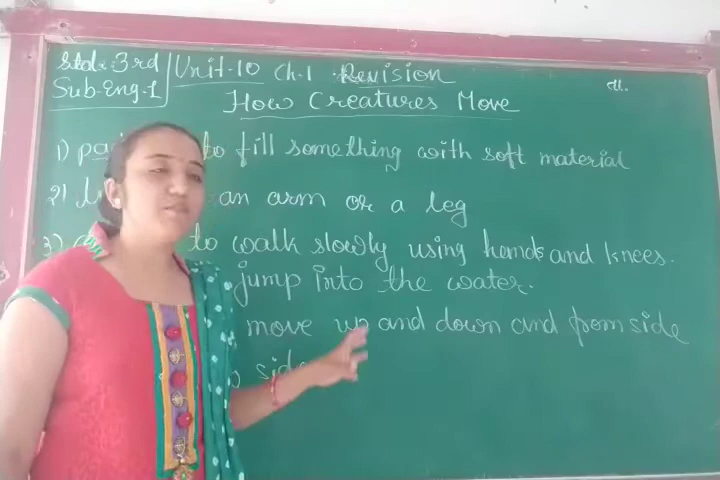 Std:- 3rd
Sub-Eng-1
Unit-10 Ch.1 Revision
How Creatures Move
1) to fill something with soft material
2) an arm or a leg
3) to walk slowly using hands and knees.
jump into the water.
move up and down and from side
side